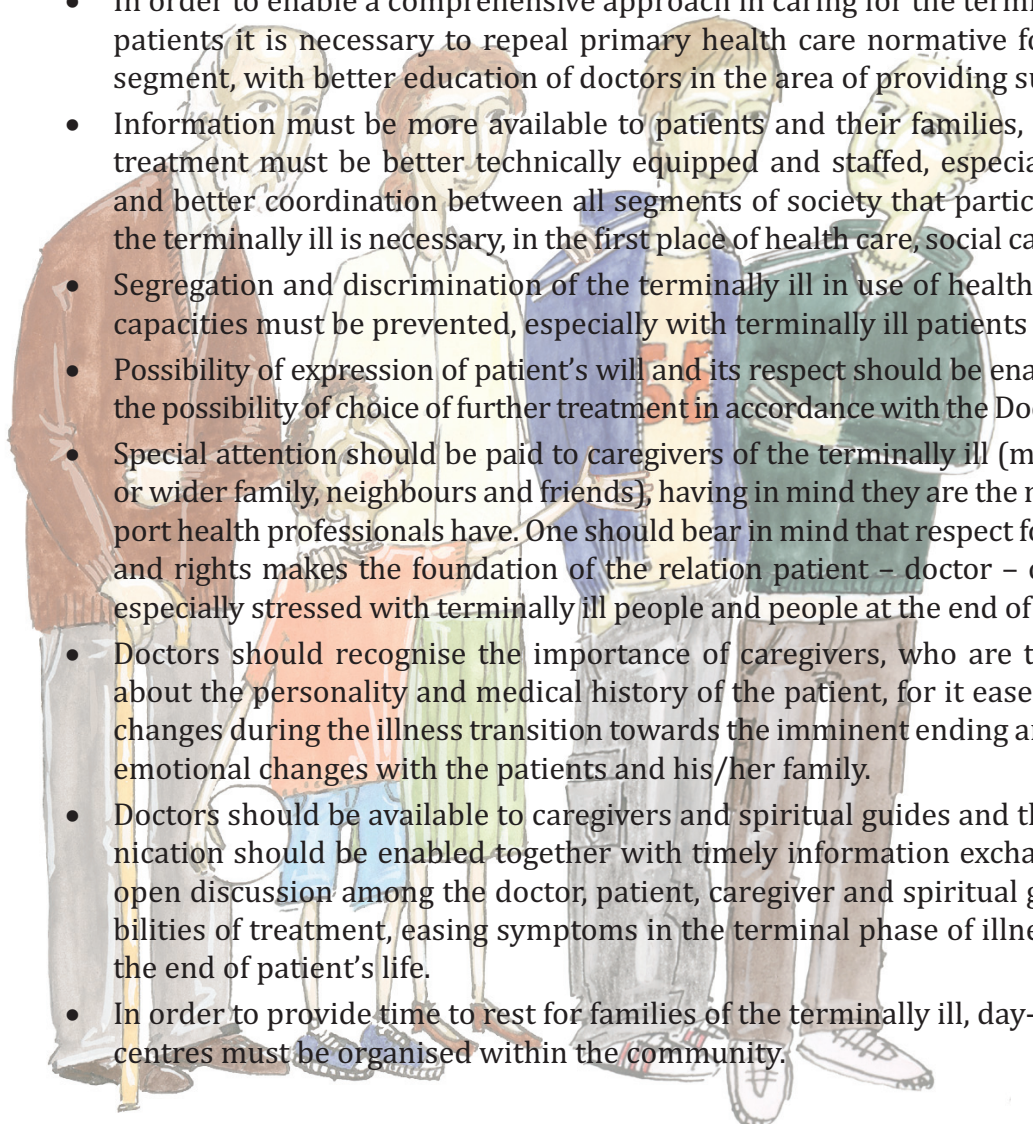 • In order to enable a comprehensive approach in caring for the termi
patients it is necessary to repeal primary health care normative fo
segment, with better education of doctors in the area of providing su
• Information must be more available to patients and their families,
treatment must be better technically equipped and staffed, especia
and better coordination between all segments of society that partic
the terminally ill is necessary, in the first place of health care, social ca
• Segregation and discrimination of the terminally ill in use of health
capacities must be prevented, especially with terminally ill patients
• Possibility of expression of patient's will and its respect should be ena
the possibility of choice of further treatment in accordance with the Do
• Special attention should be paid to caregivers of the terminally ill (m
or wider family, neighbours and friends), having in mind they are the
port health professionals have. One should bear in mind that respect fo
and rights makes the foundation of the relation patient – doctor –
especially stressed with terminally ill people and people at the end of
• Doctors should recognise the importance of caregivers, who are t
about the personality and medical history of the patient, for it ease
changes during the illness transition towards the imminent ending a
emotional changes with the patients and his/her family.
• Doctors should be available to caregivers and spiritual guides and th
nication should be enabled together with timely information excha
open discussion among the doctor, patient, caregiver and spiritual g
bilities of treatment, easing symptoms in the terminal phase of illne
the end of patient's life.
• In order to provide time to rest for families of the terminally ill, day-
centres must be organised within the community.
58